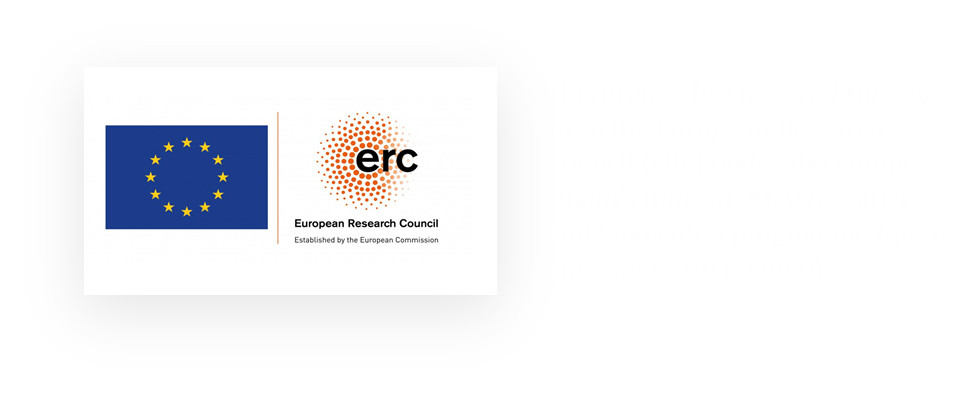 erc
European Research Council
Established by the European Commission